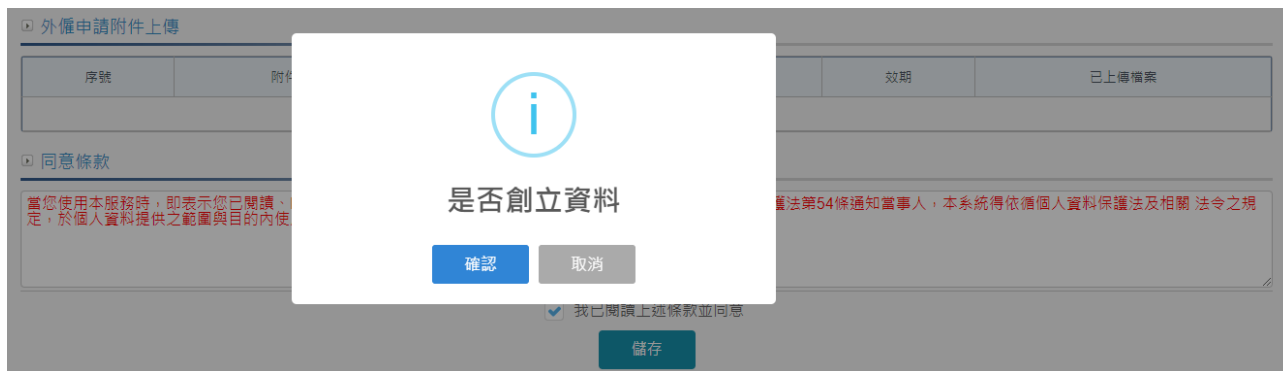 外僱申請附件上傳
序號 附件 效期 已上傳檔案
同意條款
當您使用本服務時，即表示您已閱讀、 護法第54條通知當事人，本系統得依循個人資料保護法及相關 法令之規
定，於個人資料提供之範圍與目的內使
是否創立資料
確認 取消
我已閱讀上述條款並同意
儲存